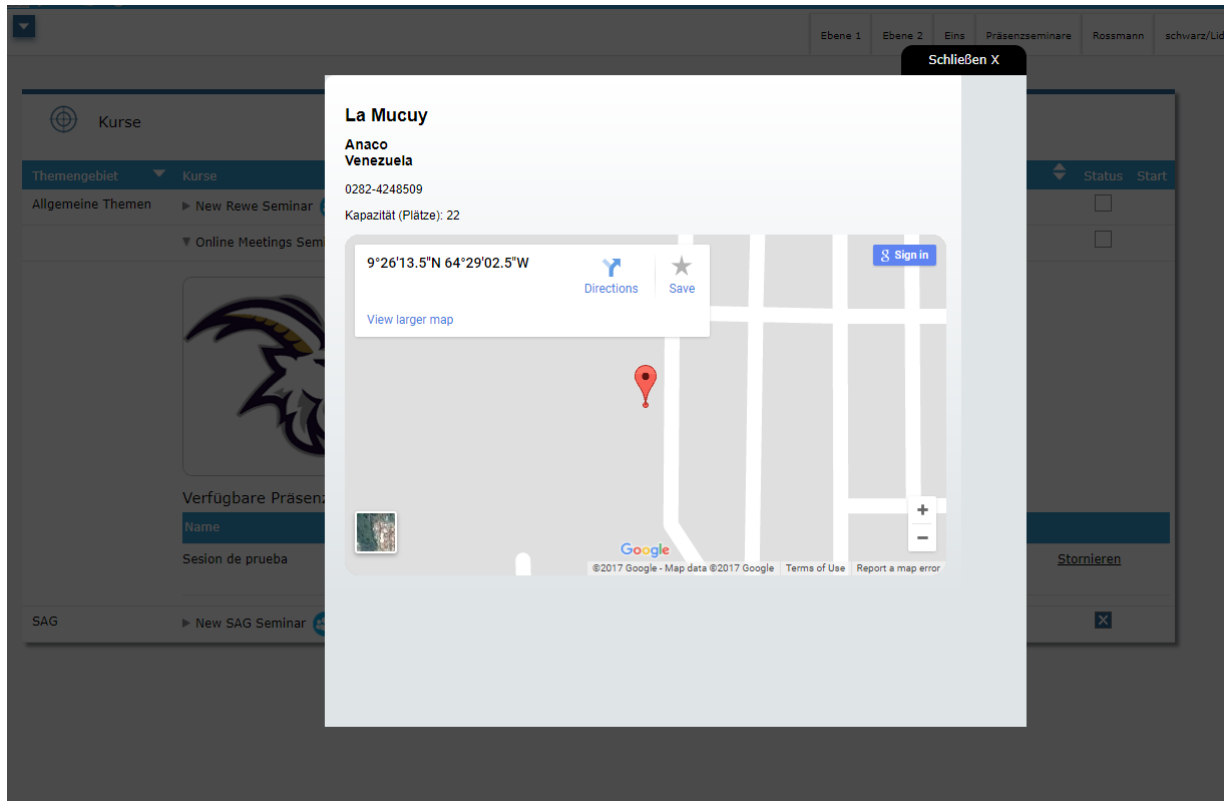 Ebene 1 Ebene 2 Eins Präsenzseminare Rossmann schwarz/Lid
Schließen X
Kurse
Themengebiet Kurse Status Start
Allgemeine Themen New Rewe Seminar
Online Meetings Semi
La Mucuy
Anaco
Venezuela
0282-4248509
Kapazität (Plätze): 22
9°26'13.5"N 64°29'02.5"W
Directions Save
View larger map
Sign in
+
−
Google
©2017 Google - Map data ©2017 Google Terms of Use Report a map error
Verfügbare Präsenz
Name
Sesion de prueba Stornieren
SAG New SAG Seminar